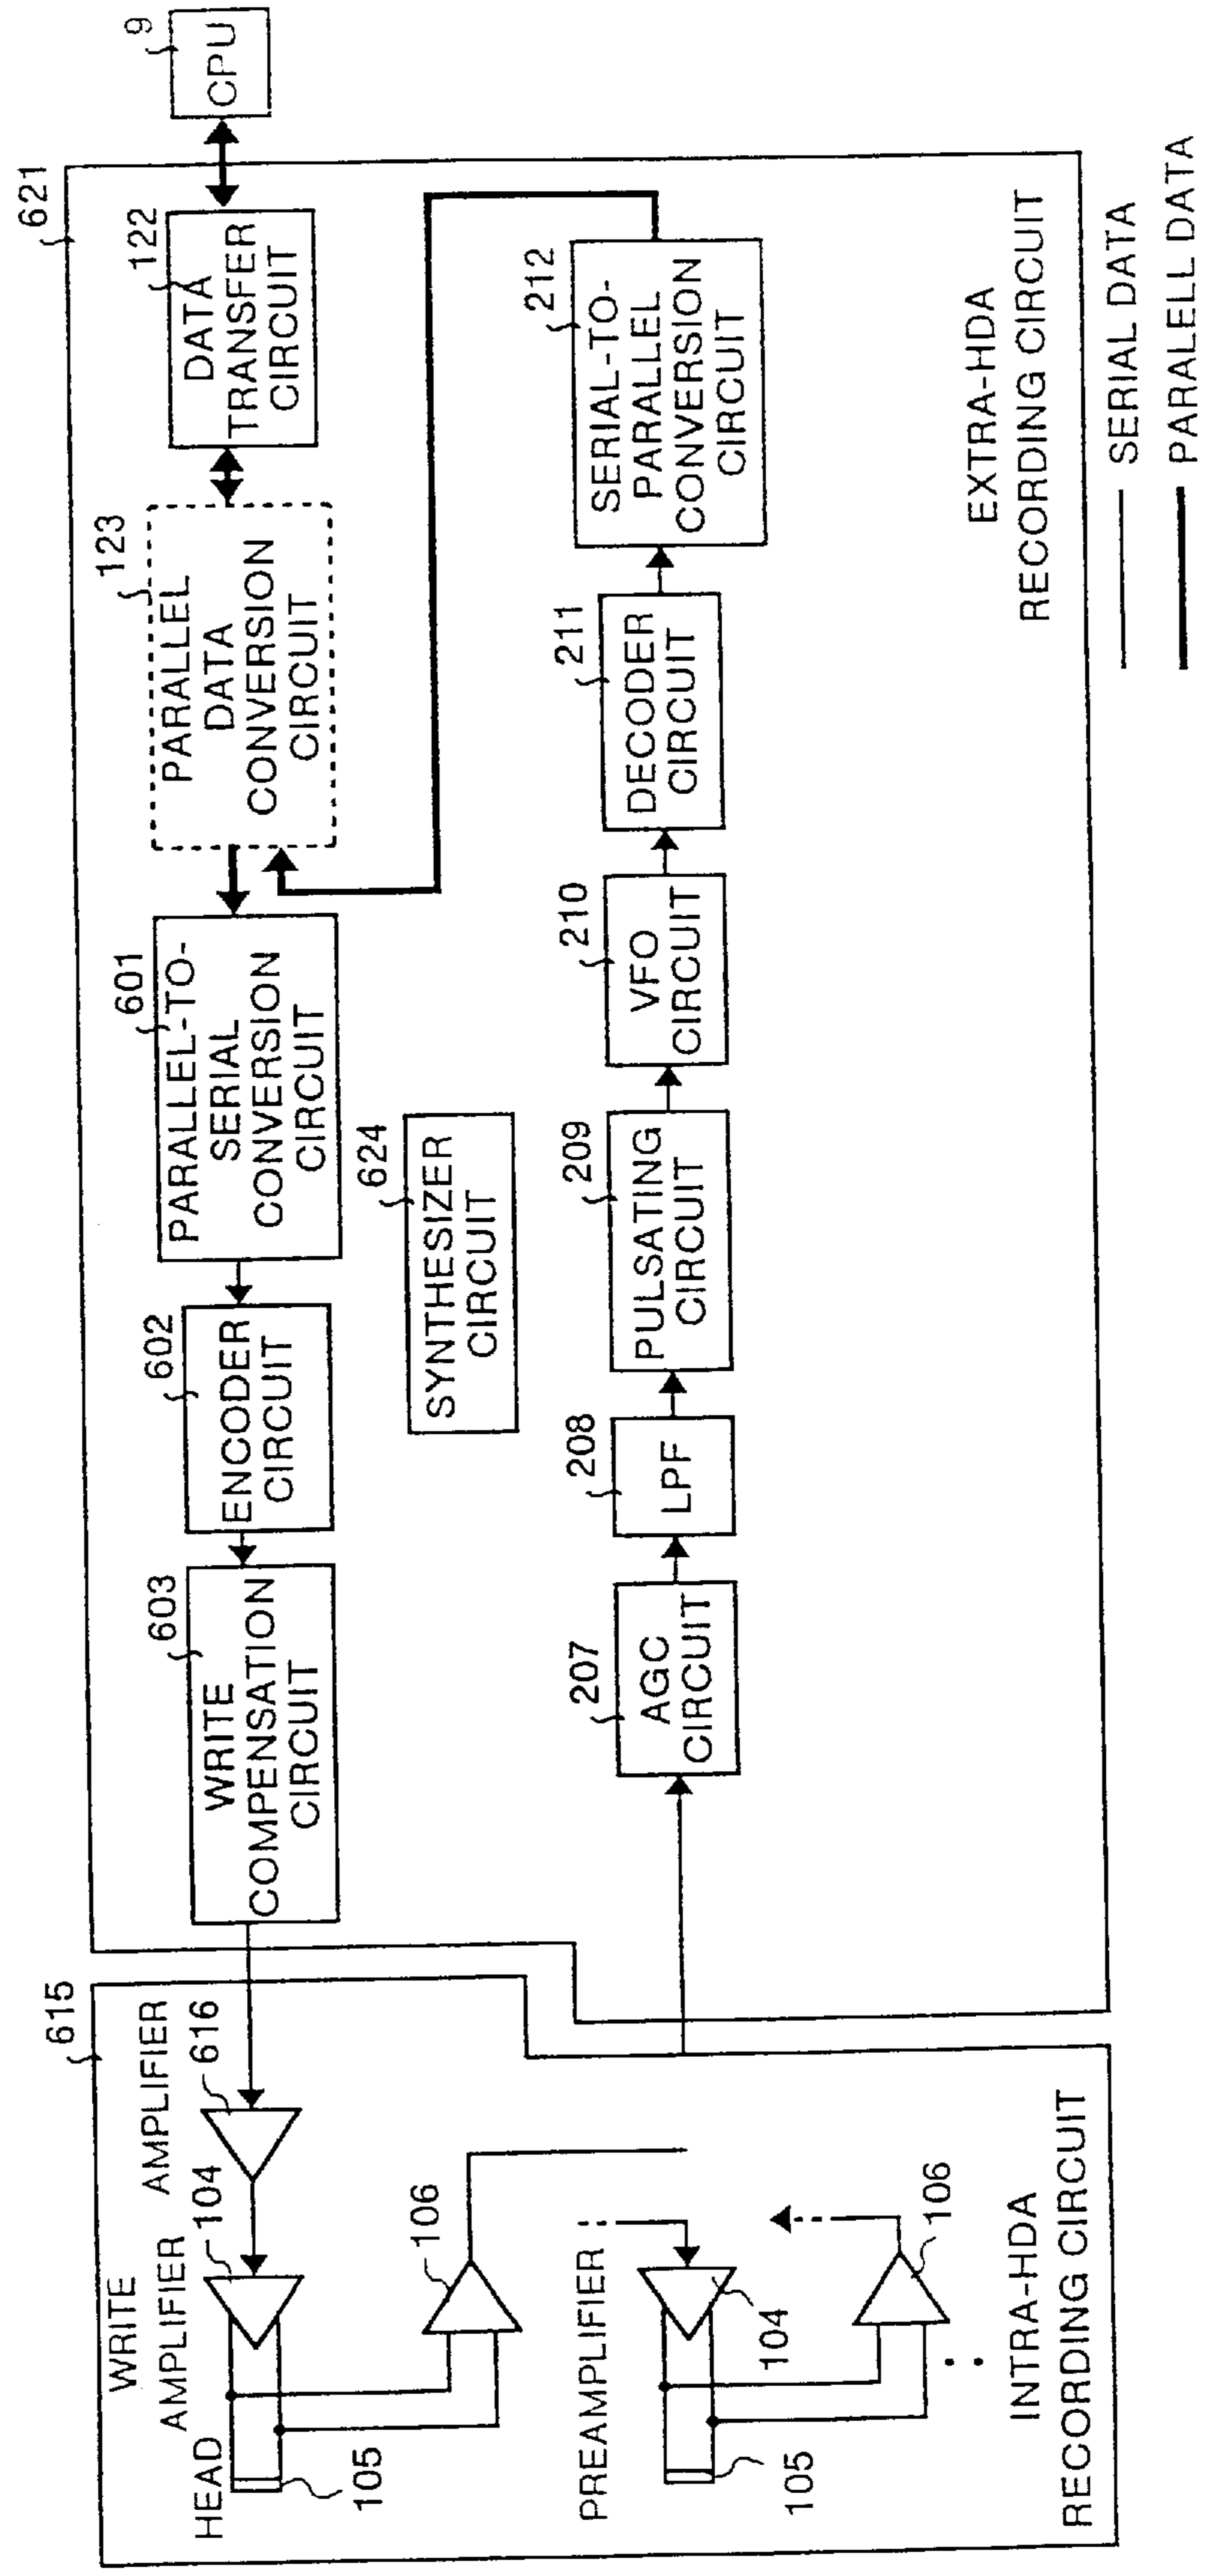 615
WRITE
AMPLIFIER
104
AMPLIFIER
616
HEAD
105
106
PREAMPLIFIER
104
105
106
INTRA-HDA
RECORDING CIRCUIT
621
603
WRITE
COMPENSATION
CIRCUIT
602
ENCODER
CIRCUIT
601
PARALLEL-TO-
SERIAL
CONVERSION
CIRCUIT
123
PARALLEL
DATA
CONVERSION
CIRCUIT
122
DATA
TRANSFER
CIRCUIT
9
CPU
624
SYNTHESIZER
CIRCUIT
207
AGC
CIRCUIT
208
LPF
209
PULSATING
CIRCUIT
210
VFO
CIRCUIT
211
DECODER
CIRCUIT
212
SERIAL-TO-
PARALLEL
CONVERSION
CIRCUIT
EXTRA-HDA
RECORDING CIRCUIT
SERIAL DATA
PARALELL DATA